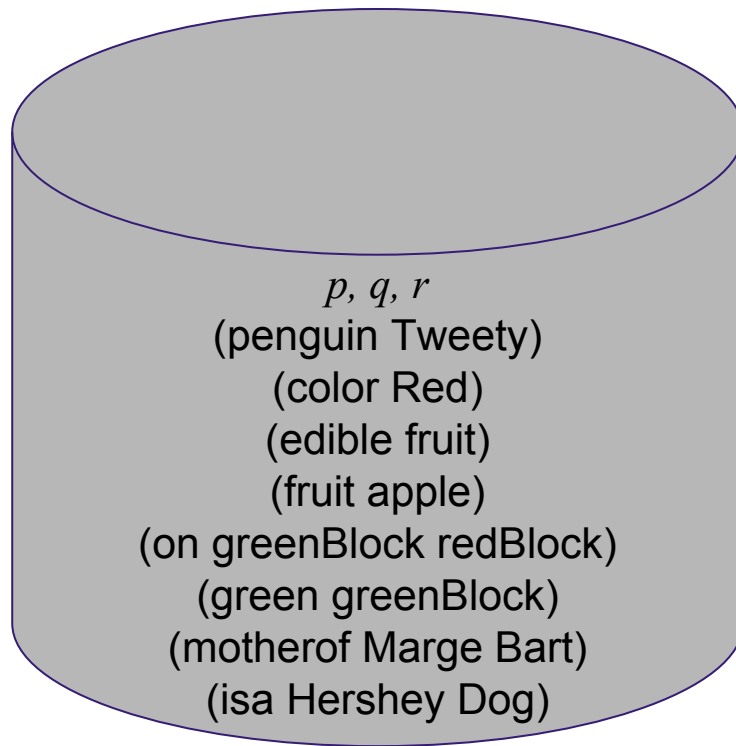 p, q, r
(penguin Tweety)
(color Red)
(edible fruit)
(fruit apple)
(on greenBlock redBlock)
(green greenBlock)
(motherof Marge Bart)
(isa Hershey Dog)